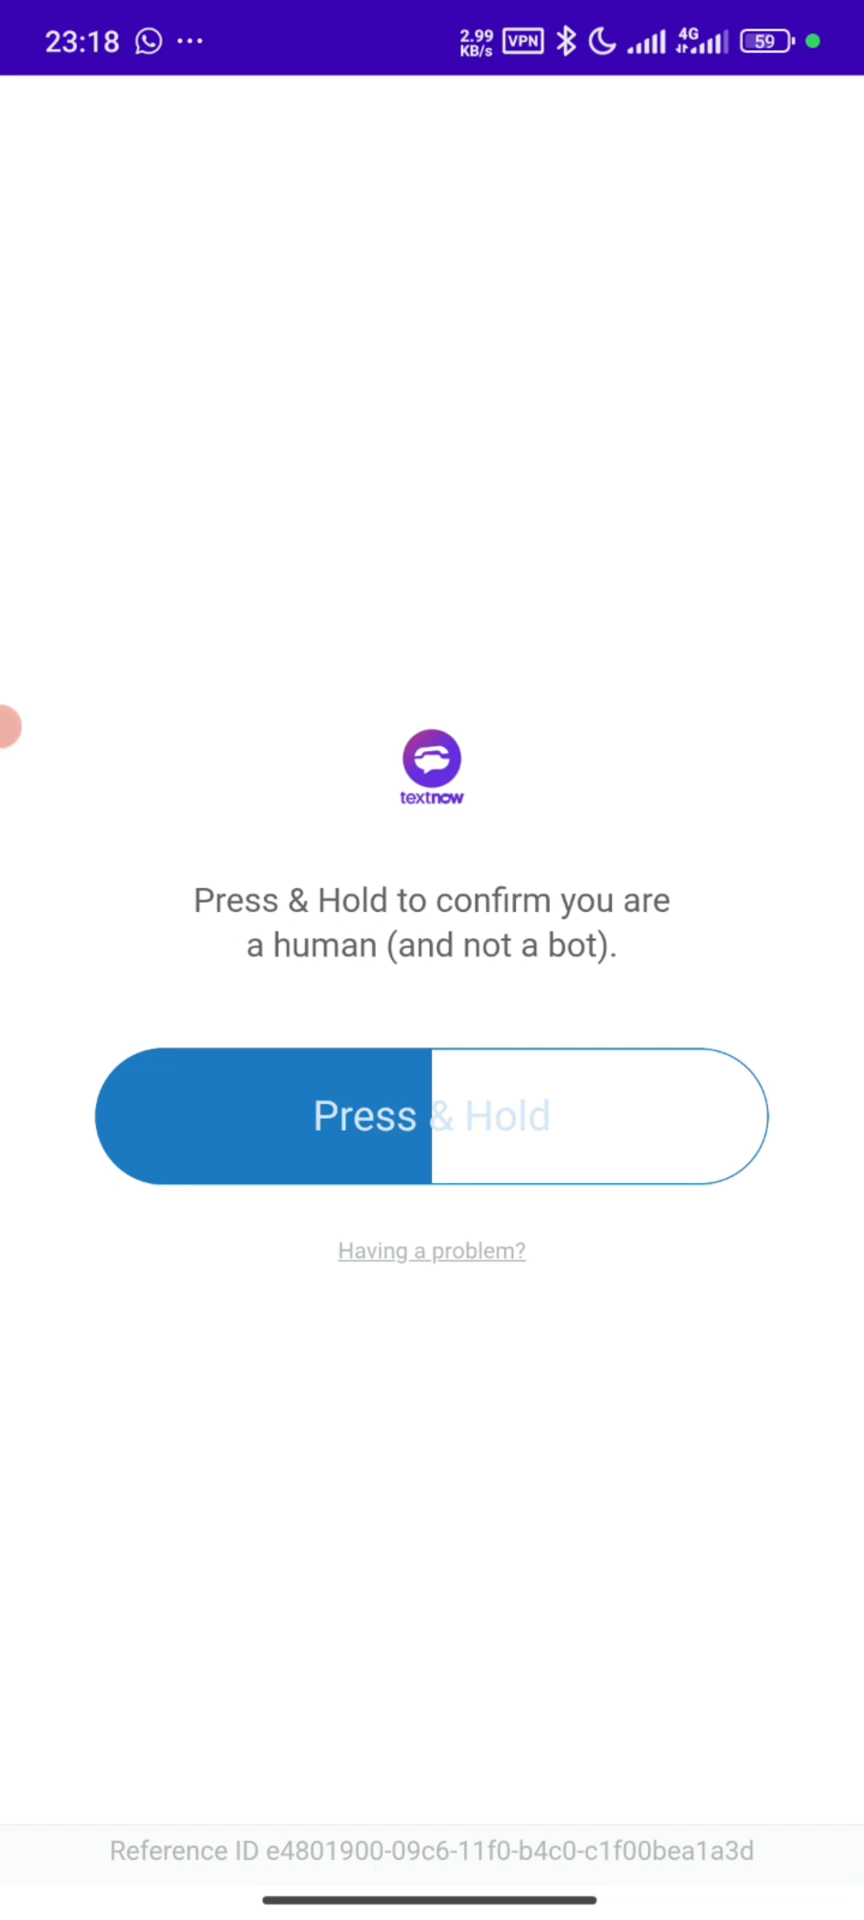 23:18 ... 2.99 KB/s VPN 4G 59
textnow
Press & Hold to confirm you are
a human (and not a bot).
Press & Hold
Having a problem?
Reference ID e4801900-09c6-11f0-b4c0-c1f00bea1a3d